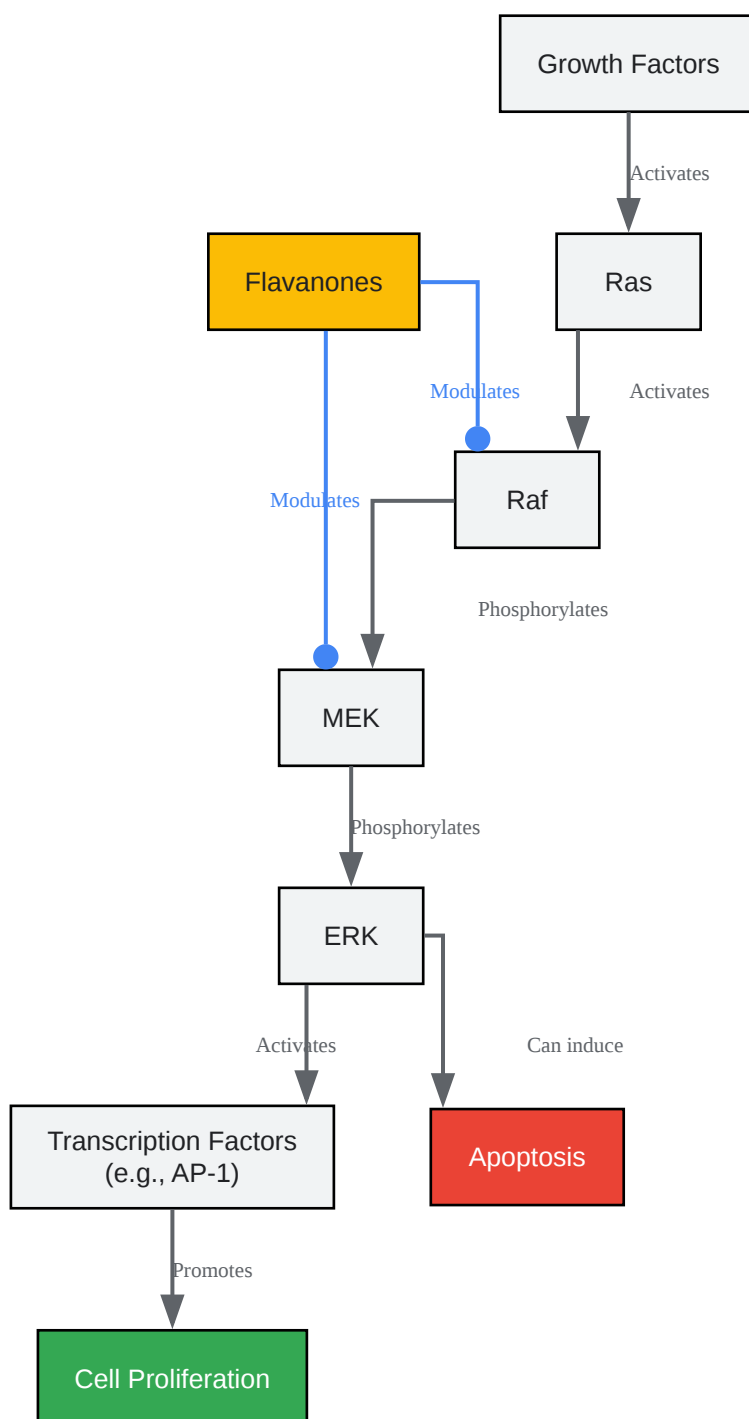 Growth Factors
Activates
Flavanones
Ras
Modulates
Activates
Modulates
Raf
Phosphorylates
MEK
Phosphorylates
ERK
Activates
Can induce
Transcription Factors
(e.g., AP-1)
Apoptosis
Promotes
Cell Proliferation